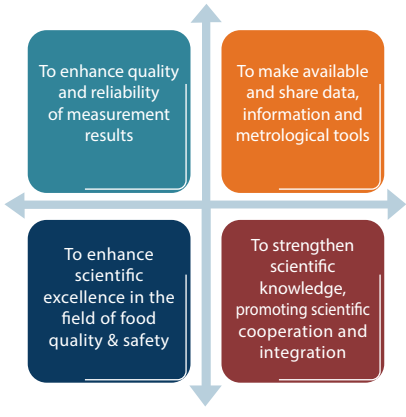 To enhance quality
and reliability
of measurement
results
To make available
and share data,
information and
metrological tools
To enhance
scientific
excellence in the
field of food
quality & safety
To strengthen
scientific
knowledge,
promoting scientific
cooperation and
integration